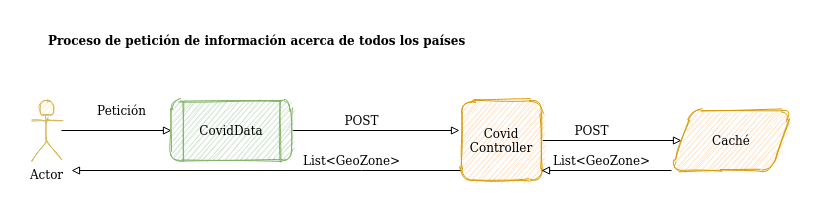 Proceso de petición de información acerca de todos los países
Petición
CovidData
POST
Covid
Controller
POST
Caché
List<GeoZone>
List<GeoZone>
Actor